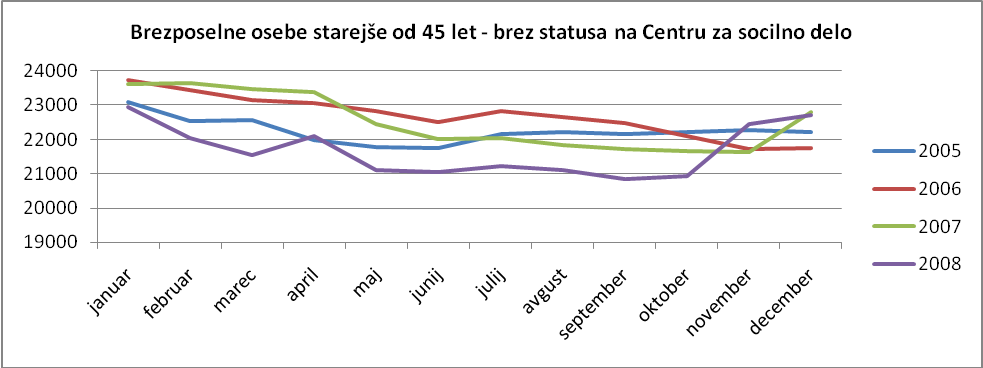 Brezposelne osebe starejše od 45 let - brez statusa na Centru za socilno delo
24000
23000
22000
21000
20000
19000
januar
februar
marec
april
maj
junij
julij
avgust
september
oktober
november
december
2005
2006
2007
2008